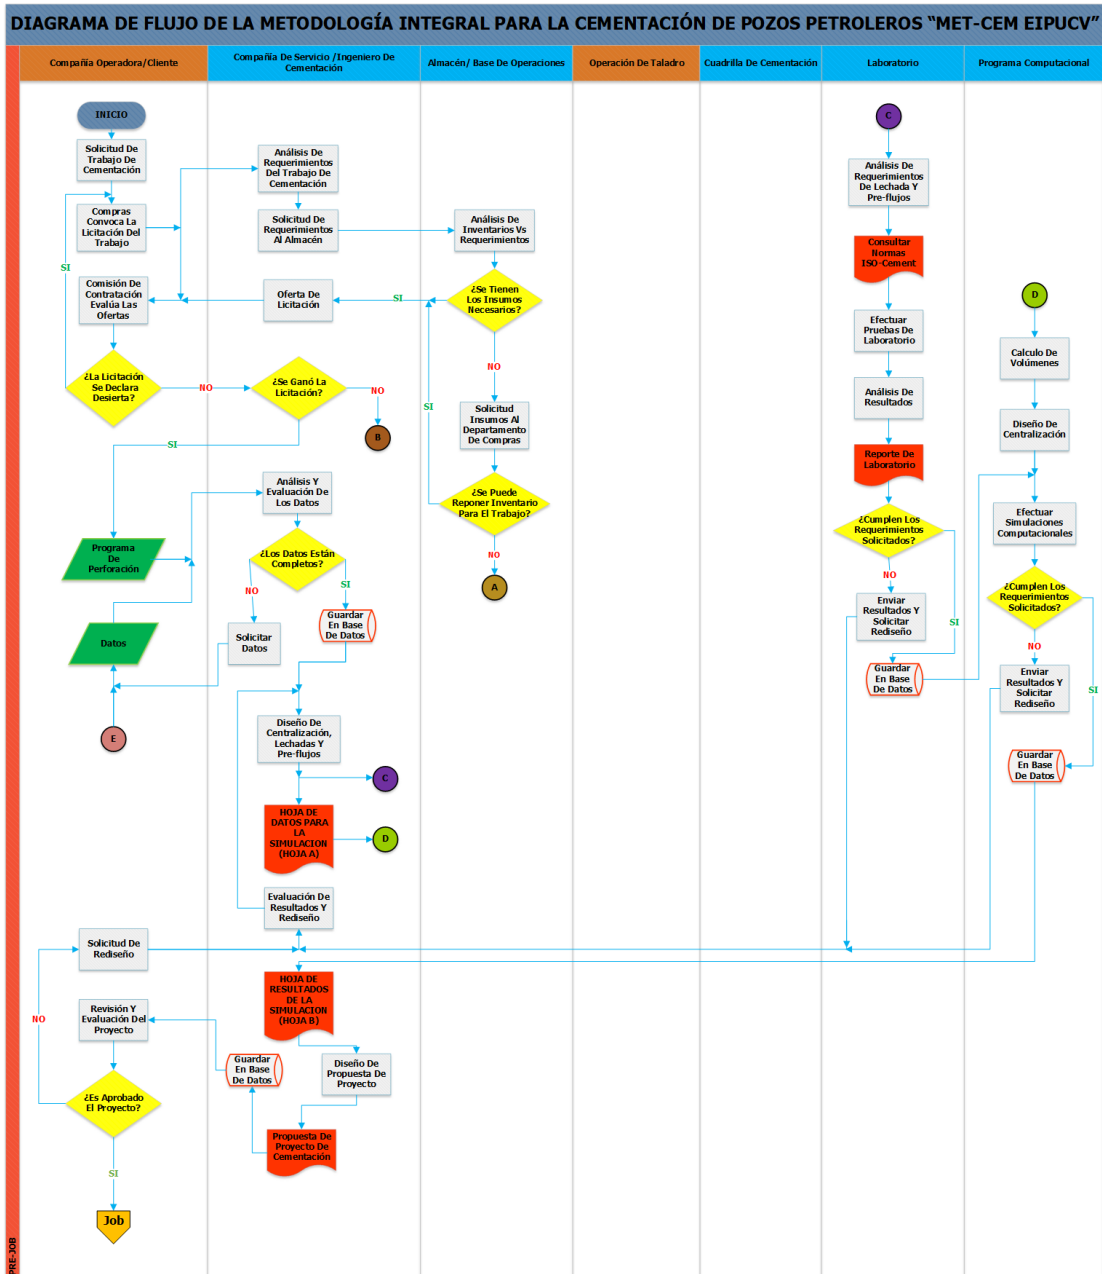 DIAGRAMA DE FLUJO DE LA METODOLOGÍA INTEGRAL PARA LA CEMENTACIÓN DE POZOS PETROLEROS “MET-CEM EIPUCV”
Compañía Operadora/Cliente
Compañía De Servicio /Ingeniero De
Cementación
Almacén/ Base De Operaciones
Operación De Taladro
Cuadrilla De Cementación
Laboratorio
Programa Computacional
INICIO
Solicitud De
Trabajo De
Cementación
Compras
Convoca La
Licitación Del
Trabajo
SI
Comisión De
Contratación
Evalúa Las
Ofertas
¿La Licitación
Se Declara
Desierta?
NO
Análisis De
Requerimientos
Del Trabajo De
Cementación
Solicitud De
Requerimientos
Al Almacén
Oferta De
Licitación
¿Se Ganó La
Licitación?
NO
B
SI
Análisis De
Inventarios Vs
Requerimientos
¿Se Tienen
Los Insumos
Necesarios?
SI
NO
Solicitud
Insumos Al
Departamento
De Compras
SI
¿Se Puede
Reponer Inventario
Para El Trabajo?
NO
A
Programa
De
Perforación
Datos
E
Análisis Y
Evaluación De
Los Datos
¿Los Datos Están
Completos?
NO
SI
Solicitar
Datos
Guardar
En Base
De Datos
Diseño De
Centralización,
Lechadas Y
Pre-flujos
C
HOJA DE
DATOS PARA
LA
SIMULACION
(HOJA A)
D
Evaluación De
Resultados Y
Rediseño
C
Análisis De
Requerimientos
De Lechada Y
Pre-flujos
Consultar
Normas
ISO-Cement
Efectuar
Pruebas De
Laboratorio
Análisis De
Resultados
Reporte De
Laboratorio
¿Cumplen Los
Requerimientos
Solicitados?
NO
SI
Enviar
Resultados Y
Solicitar
Rediseño
Guardar
En Base
De Datos
D
Calculo De
Volúmenes
Diseño De
Centralización
Efectuar
Simulaciones
Computacionales
¿Cumplen Los
Requerimientos
Solicitados?
NO
SI
Enviar
Resultados Y
Solicitar
Rediseño
Guardar
En Base
De Datos
Solicitud De
Rediseño
NO
Revisión Y
Evaluación Del
Proyecto
¿Es Aprobado
El Proyecto?
SI
Job
HOJA DE
RESULTADOS
DE LA
SIMULACION
(HOJA B)
Diseño De
Propuesta De
Proyecto
Guardar
En Base
De Datos
Propuesta De
Proyecto De
Cementación
PRE-JOB